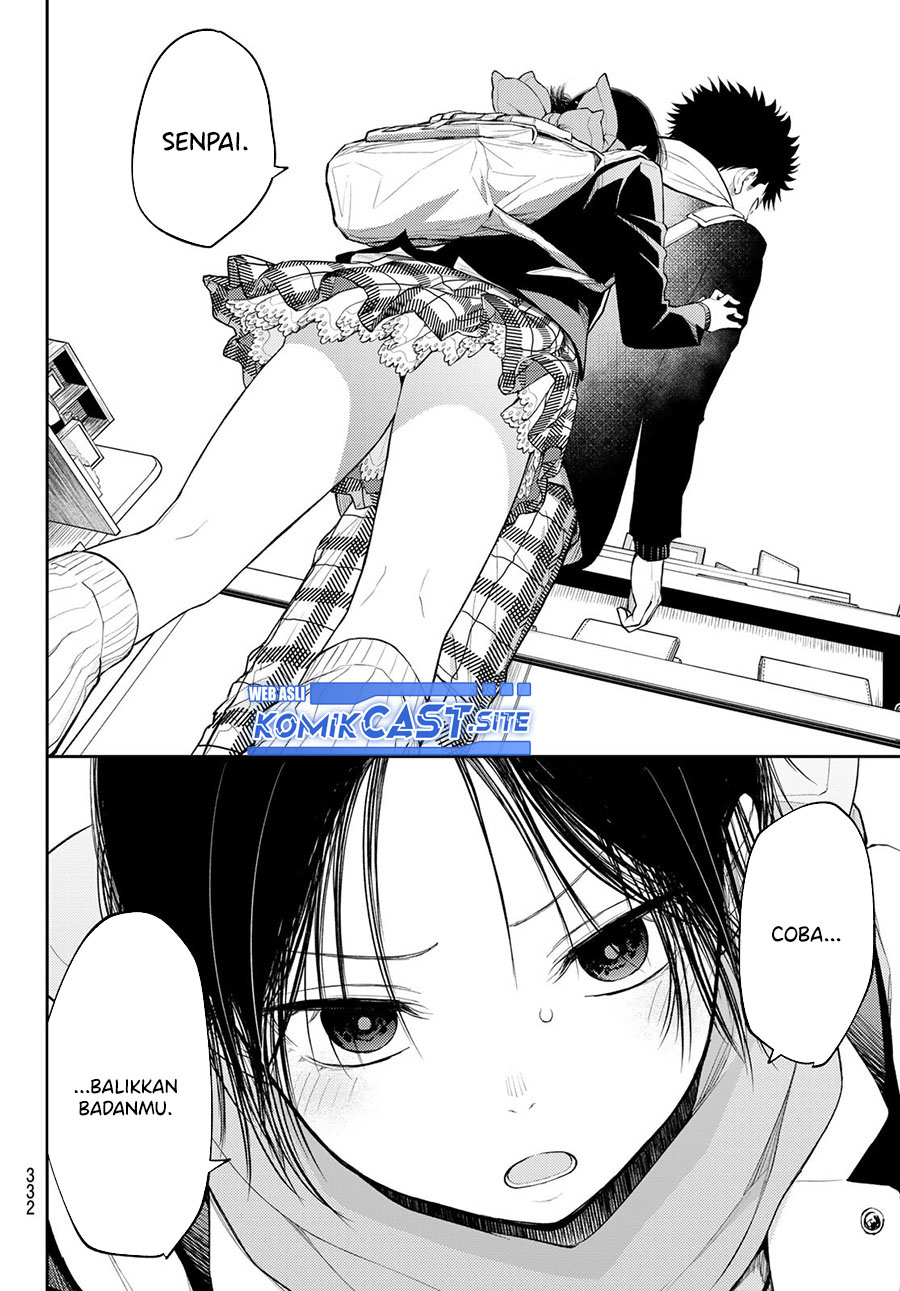 SENPAI.
WEB ASLI
KOMIKCAST.SITE
COBA...
...BALIKKAN
BADANMU.
332